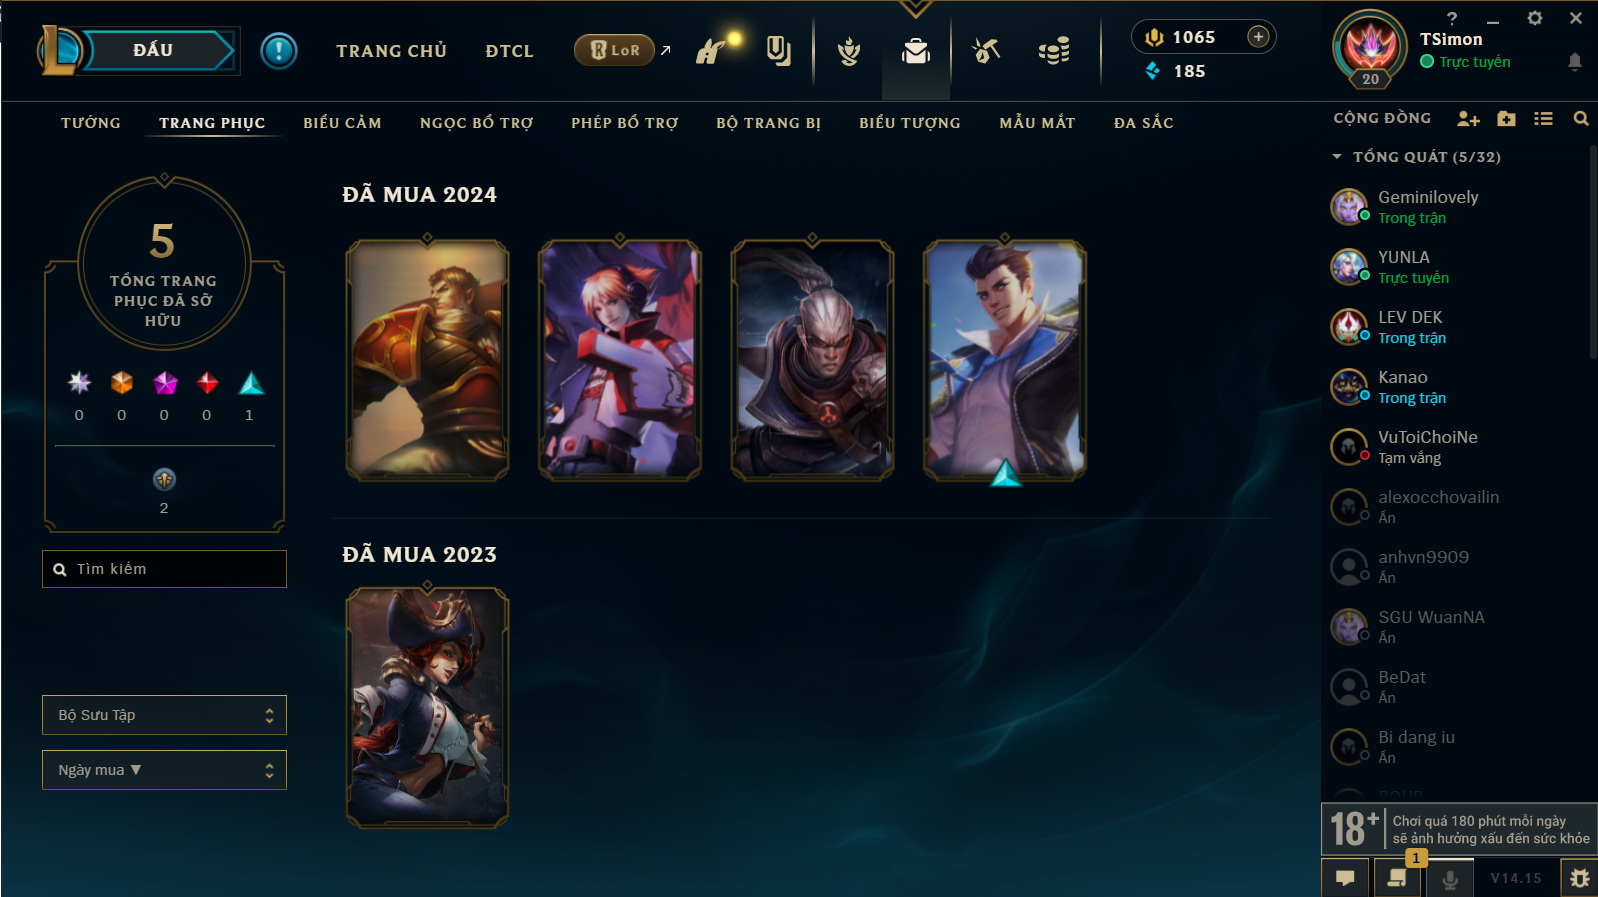 ĐẤU
TRANG CHỦ
ĐTCL
LoR
1065
185
20
TSimon
Trực tuyến
TƯỚNG
TRANG PHỤC
BIỂU CẢM
NGỌC BỔ TRỢ
PHÉP BỔ TRỢ
BỘ TRANG BỊ
BIỂU TƯỢNG
MẪU MẮT
ĐA SẮC
CỘNG ĐỒNG
5
TỔNG TRANG
PHỤC ĐÃ SỠ
HỮU
0 0 0 0 1
2
Tìm kiếm
Bộ Sưu Tập
Ngày mua ▼
ĐÃ MUA 2024
ĐÃ MUA 2023
TỔNG QUÁT (5/32)
Geminilovely
Trong trận
YUNLA
Trực tuyến
LEV DEK
Trong trận
Kanao
Trong trận
VuToiChoiNe
Tạm vắng
alexocchovailin
Ẩn
anhvn9909
Ẩn
SGU WuanNA
Ẩn
BeDat
Ẩn
Bi dang iu
Ẩn
18+
Chơi quá 180 phút mỗi ngày
sẽ ảnh hưởng xấu đến sức khỏe
1
V14.15